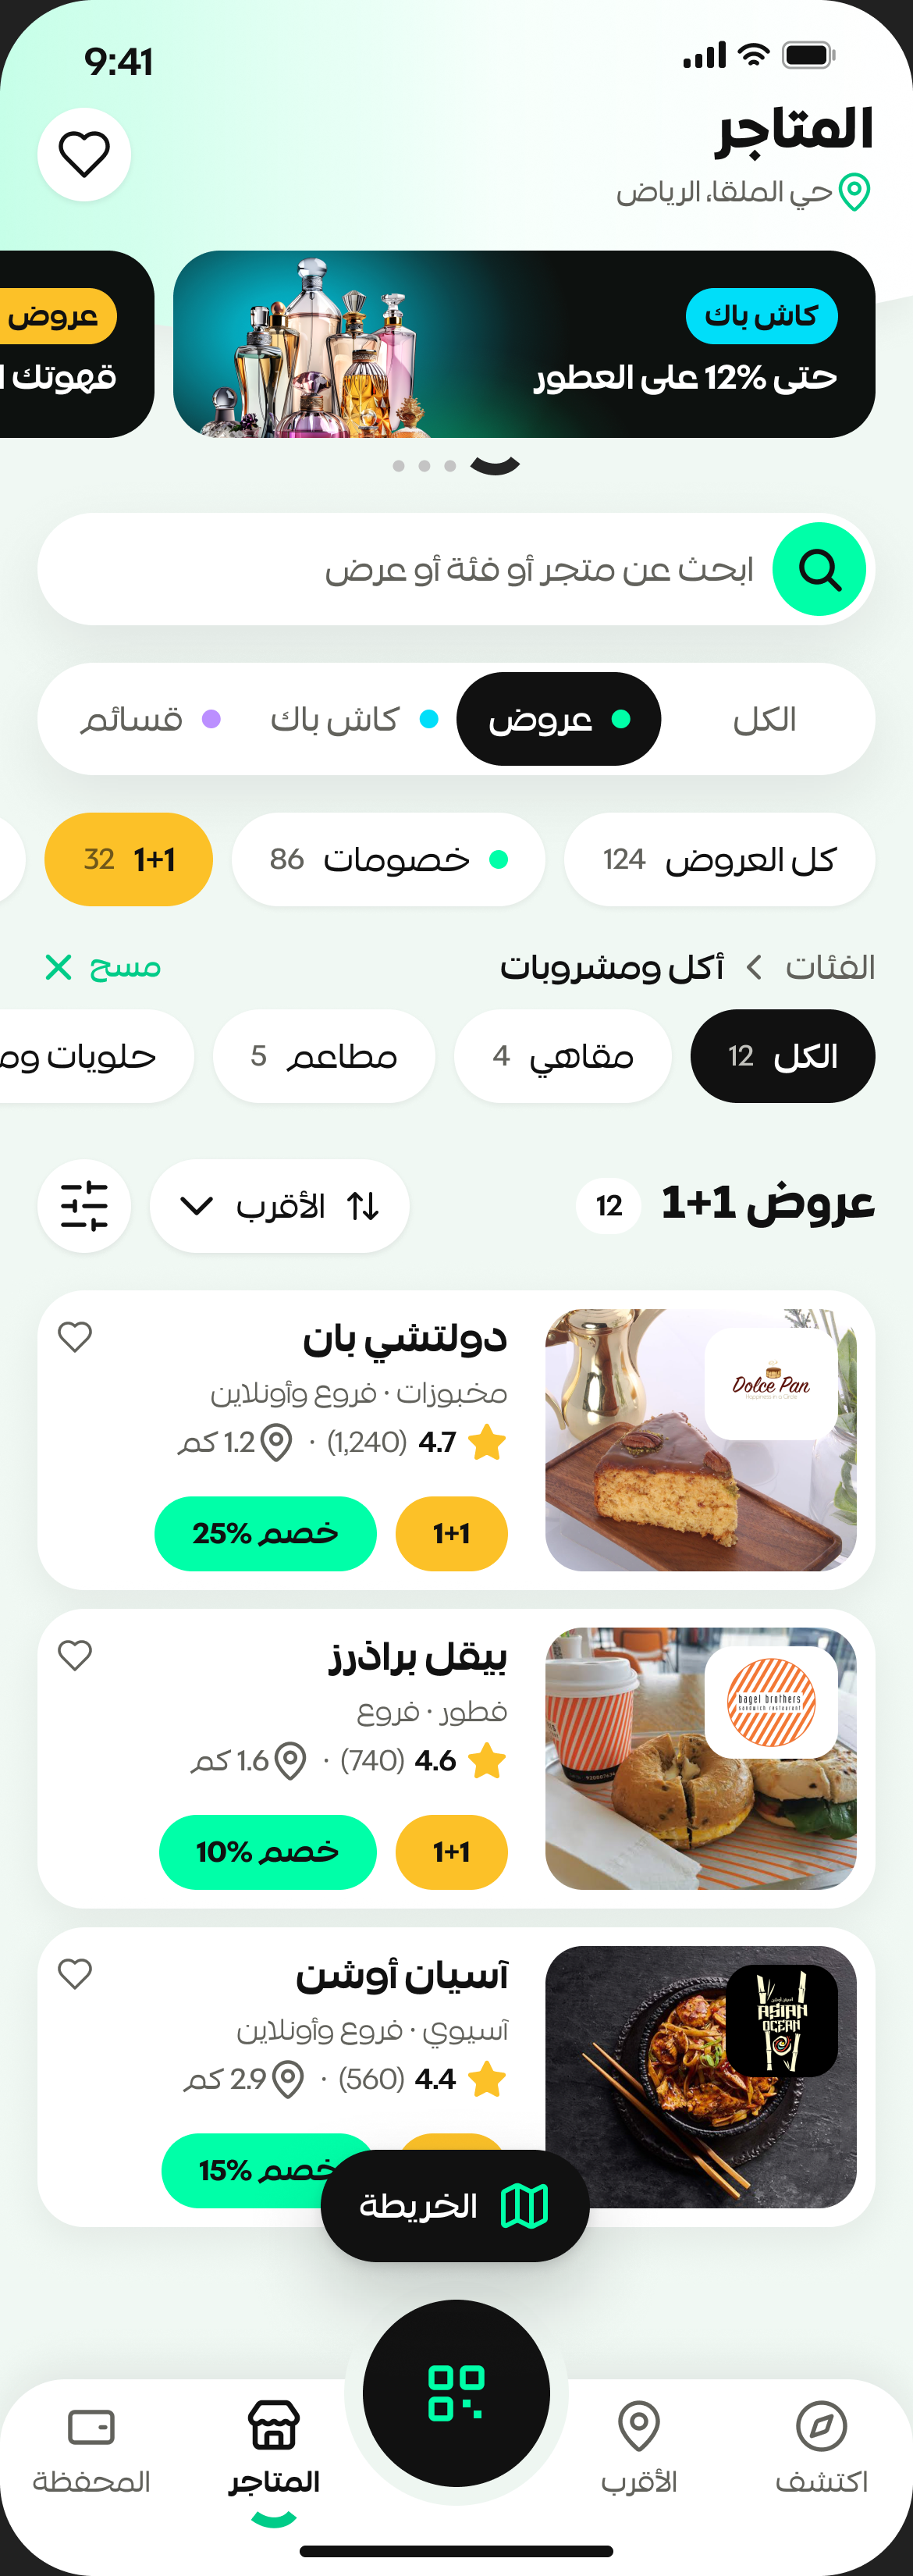 9:41
المتاجر
حي الملقا، الرياض
كاش باك
حتى 12% على العطور
عروض
قهوتك
ابحث عن متجر أو فئة أو عرض
الكل
عروض
كاش باك
قسائم
كل العروض 124
خصومات 86
1+1 32
الفئات
أكل ومشروبات
مسح
الكل 12
مقاهي 4
مطاعم 5
حلويات
عروض 1+1
12
الأقرب
Dolce Pan
دولتشي بان
مخبوزات · فروع وأونلاين
4.7 (1,240) · 1.2 كم
1+1
خصم 25%
bagel brothers
sandwich restaurant
بيقل براذرز
فطور · فروع
4.6 (740) · 1.6 كم
1+1
خصم 10%
ASIAN
OCEAN
آسيان أوشن
آسيوي · فروع وأونلاين
4.4 (560) · 2.9 كم
خصم 15%
الخريطة
اكتشف
الأقرب
المتاجر
المحفظة